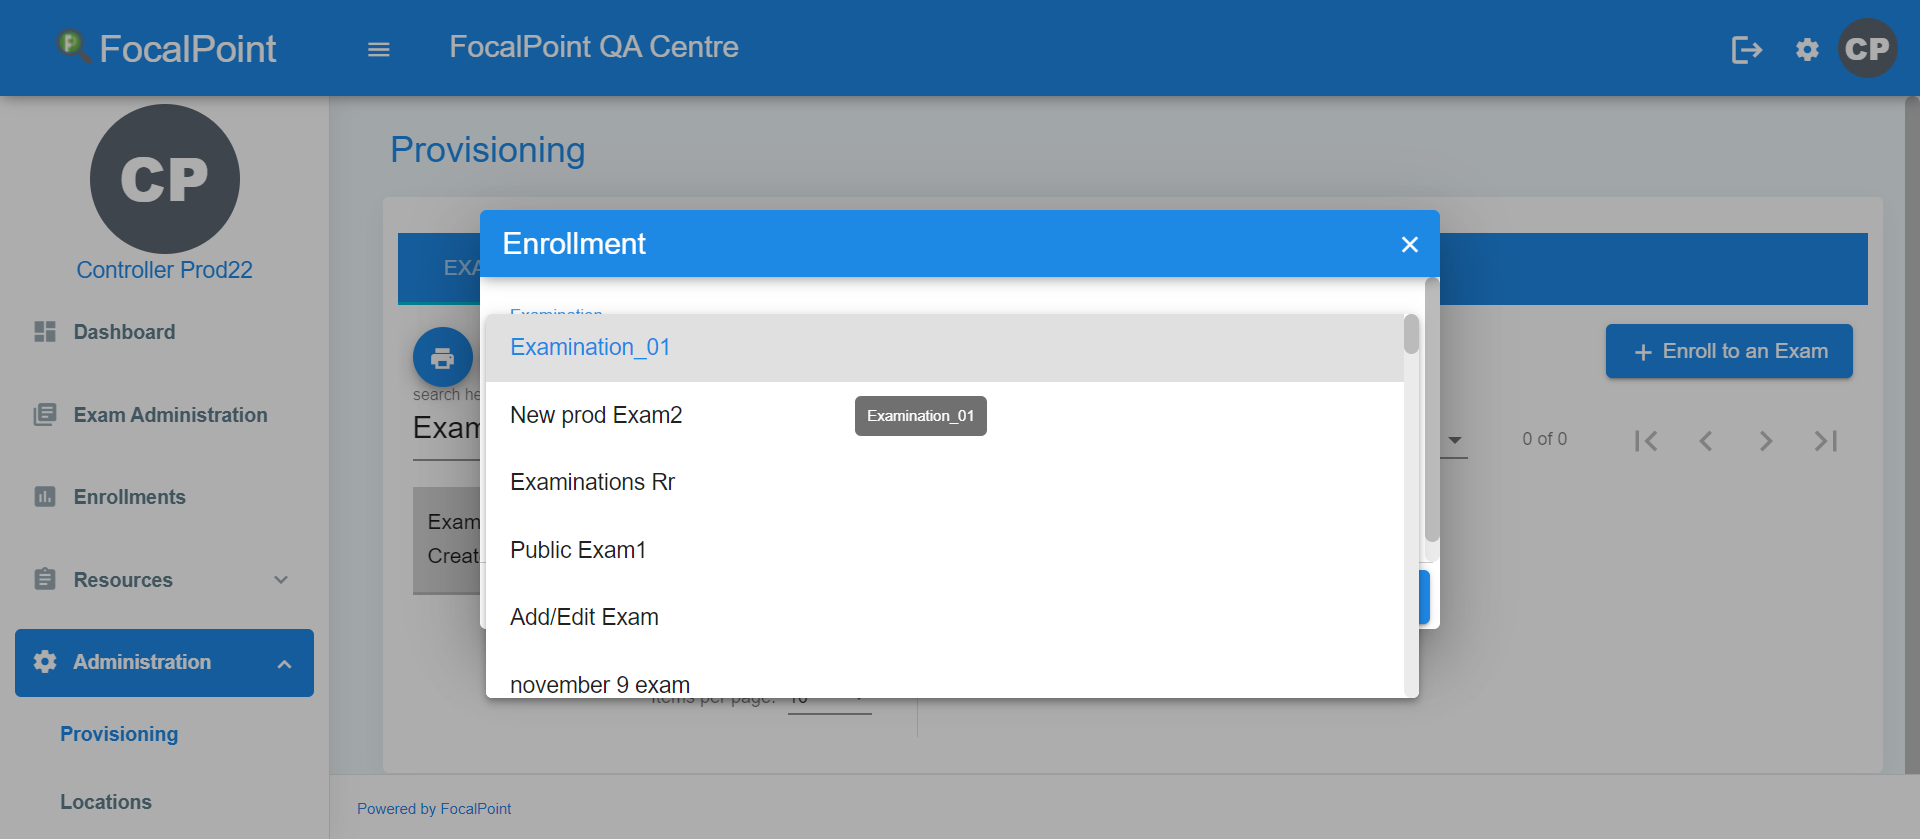 FocalPoint
FocalPoint QA Centre
CP
CP
Controller Prod22
Dashboard
Exam Administration
Enrollments
Resources
Administration
Provisioning
Locations
Provisioning
EXA
search he
Exam
Exam
Creat
Enroll to an Exam
0 of 0
Enrollment
Examination
Examination_01
New prod Exam2
Examination_01
Examinations Rr
Public Exam1
Add/Edit Exam
november 9 exam
Items per page:
10
Powered by FocalPoint